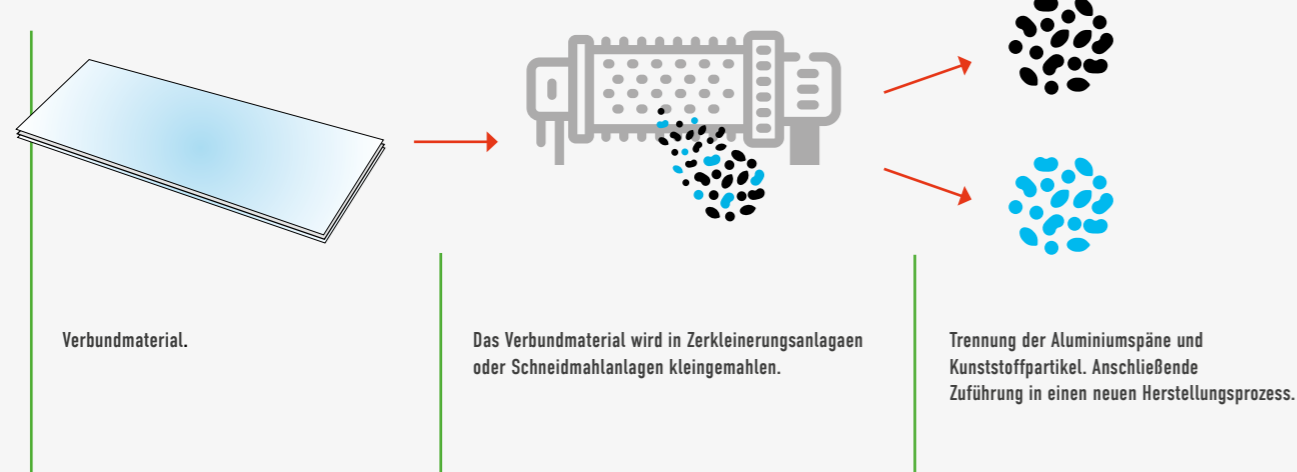 Verbundmaterial.
Das Verbundmaterial wird in Zerkleinerungsanlagaen
oder Schneidmahlanlagen kleingemahlen.
Trennung der Aluminiumspäne und
Kunststoffpartikel. Anschließende
Zuführung in einen neuen Herstellungsprozess.